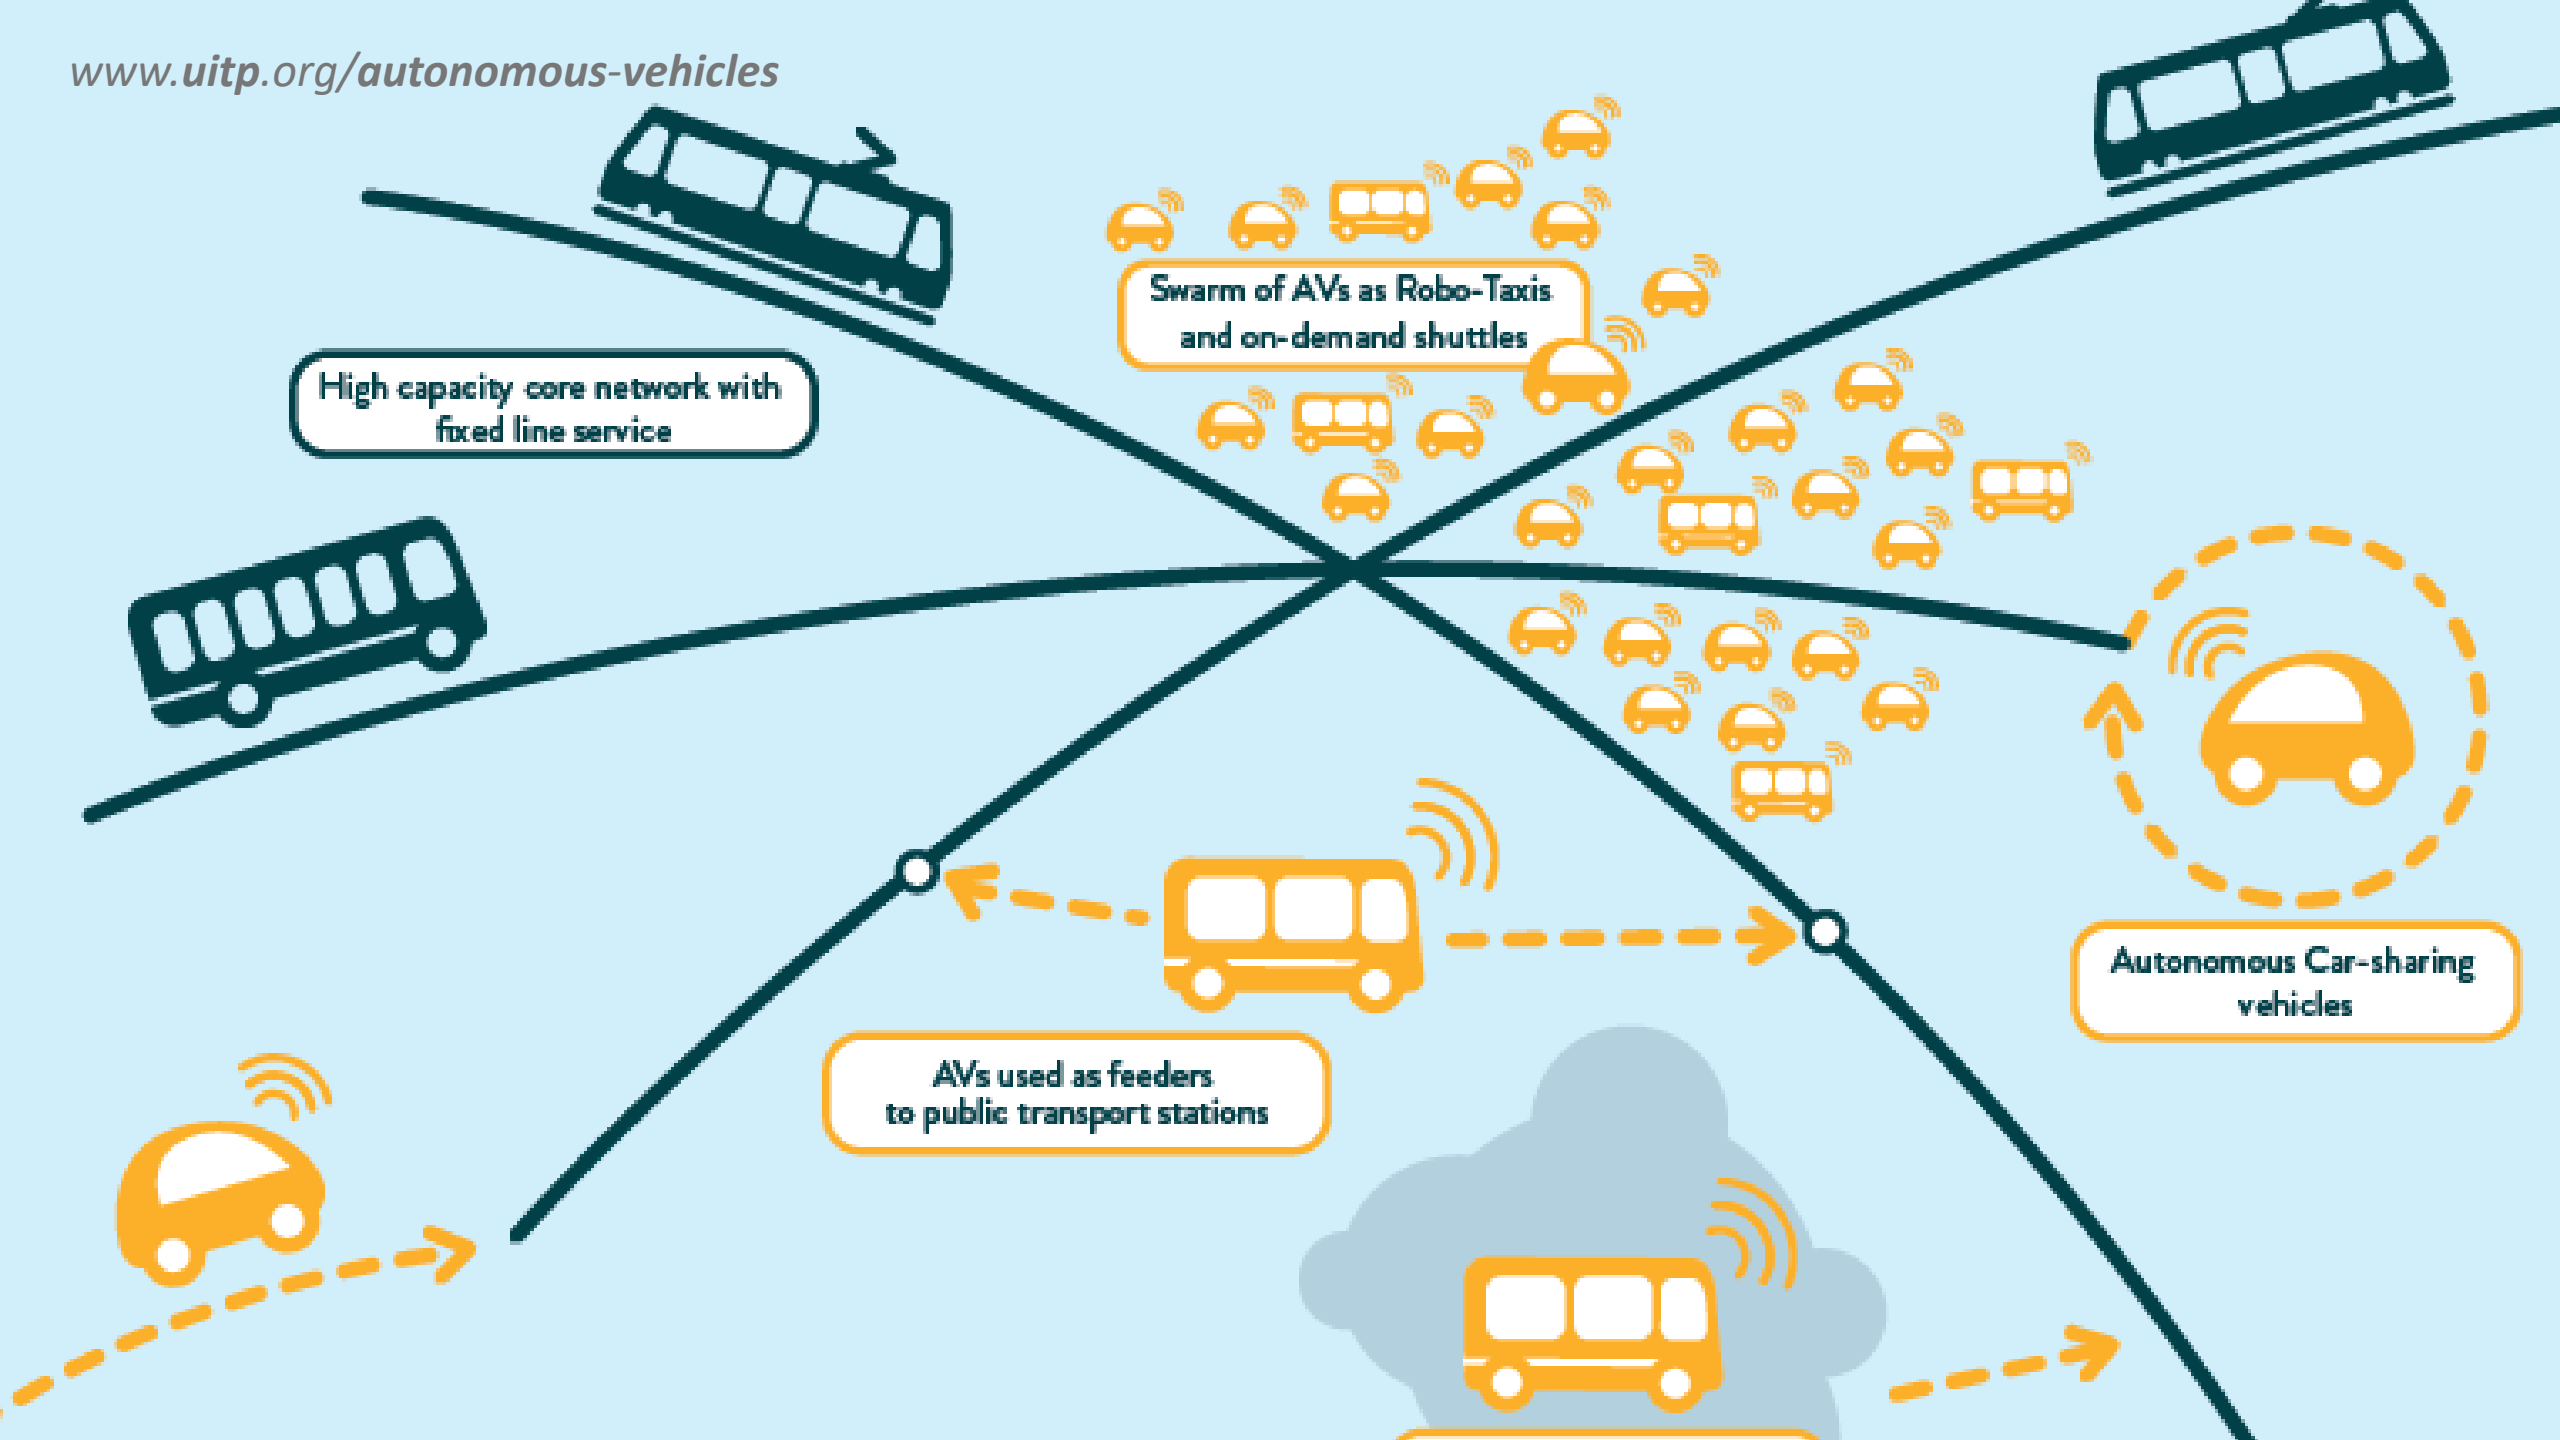 www.uitp.org/autonomous-vehicles
Swarm of AVs as Robo-Taxis
and on-demand shuttles
High capacity core network with
fixed line service
Autonomous Car-sharing
vehicles
AVs used as feeders
to public transport stations